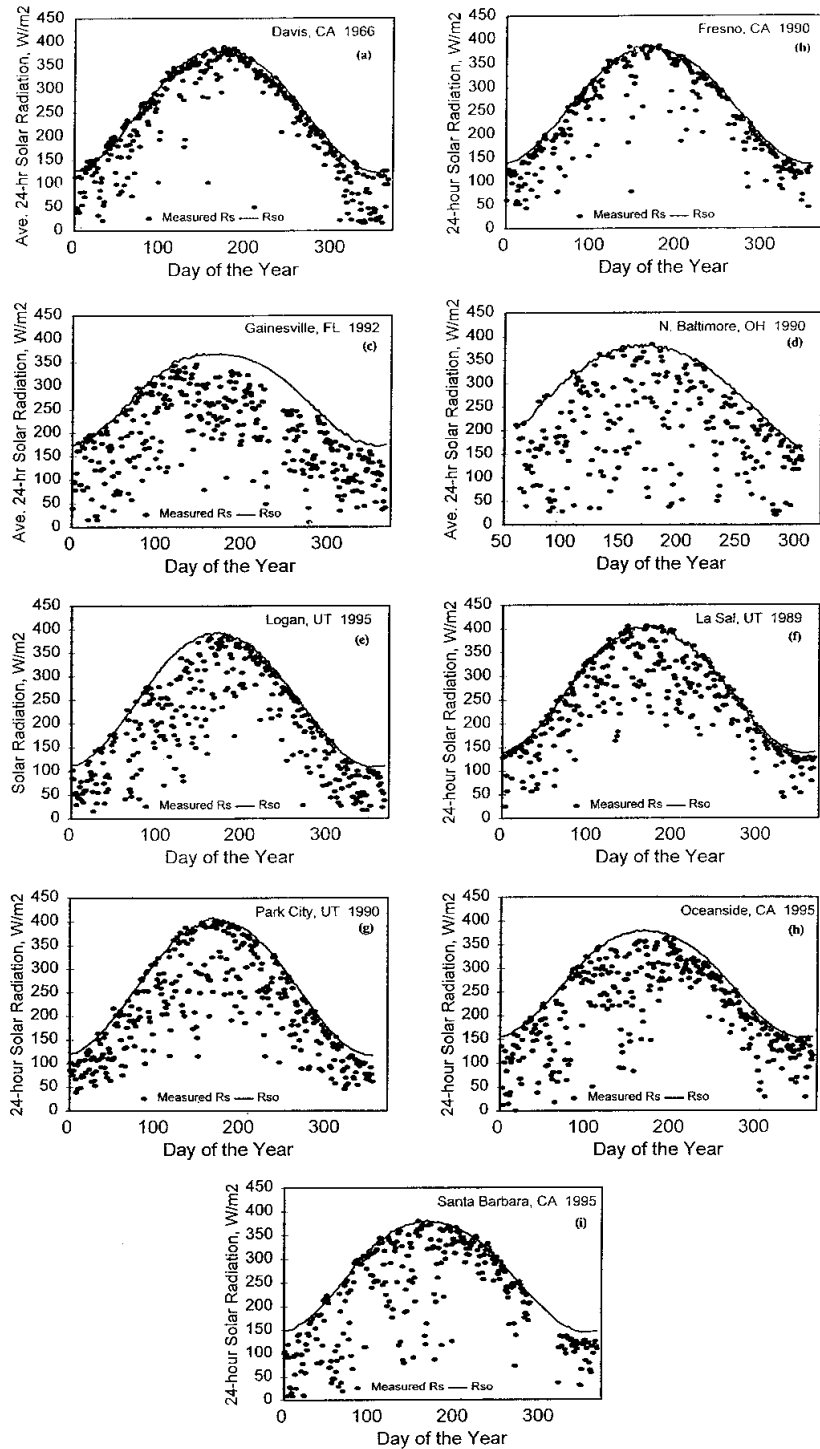 Davis, CA 1966
(a)
Ave. 24-hr Solar Radiation, W/m2
450
400
350
300
250
200
150
100
50
0
Measured Rs Rso
0 100 200 300
Day of the Year
Fresno, CA 1990
(b)
24-hour Solar Radiation, W/m2
450
400
350
300
250
200
150
100
50
0
Measured Rs Rso
0 100 200 300
Day of the Year
Gainesville, FL 1992
(c)
Ave. 24-hr Solar Radiation, W/m2
450
400
350
300
250
200
150
100
50
0
Measured Rs Rso
0 100 200 300
Day of the Year
N. Baltimore, OH 1990
(d)
Ave. 24-hr Solar Radiation, W/m2
450
400
350
300
250
200
150
100
50
0
Measured Rs Rso
50 100 150 200 250 300
Day of the Year
Logan, UT 1995
(e)
Solar Radiation, W/m2
450
400
350
300
250
200
150
100
50
0
Measured Rs Rso
0 100 200 300
Day of the Year
La Sal, UT 1989
(f)
24-hour Solar Radiation, W/m2
450
400
350
300
250
200
150
100
50
0
Measured Rs Rso
0 100 200 300
Day of the Year
Park City, UT 1990
(g)
24-hour Solar Radiation, W/m2
450
400
350
300
250
200
150
100
50
0
Measured Rs Rso
0 100 200 300
Day of the Year
Oceanside, CA 1995
(h)
24-hour Solar Radiation, W/m2
450
400
350
300
250
200
150
100
50
0
Measured Rs Rso
0 100 200 300
Day of the Year
Santa Barbara, CA 1995
(i)
24-hour Solar Radiation, W/m2
450
400
350
300
250
200
150
100
50
0
Measured Rs Rso
0 100 200 300
Day of the Year